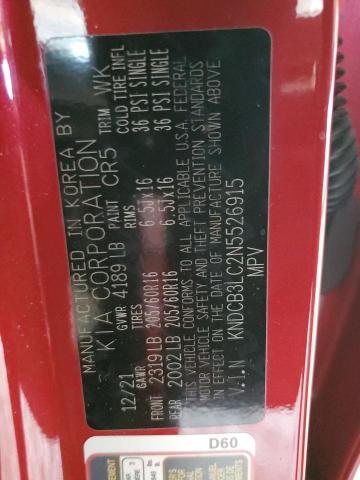 MANUFACTURED IN KOREA BY
KIA CORPORATION
12/21 GVWR 4189 LB PAINT CR5 TRIM WK
GAWR TIRES RIMS COLD TIRE INFL
FRONT 2319 LB 205/60R16 6.5JX16 36 PSI SINGLE
REAR 2002 LB 205/60R16 6.5JX16 36 PSI SINGLE
THIS VEHICLE CONFORMS TO ALL APPLICABLE U.S.A. FEDERAL
MOTOR VEHICLE SAFETY AND THEFT PREVENTION STANDARDS
IN EFFECT ON THE DATE OF MANUFACTURE SHOWN ABOVE
V.I.N KNDCB3LC2N5526915
MPV
D60